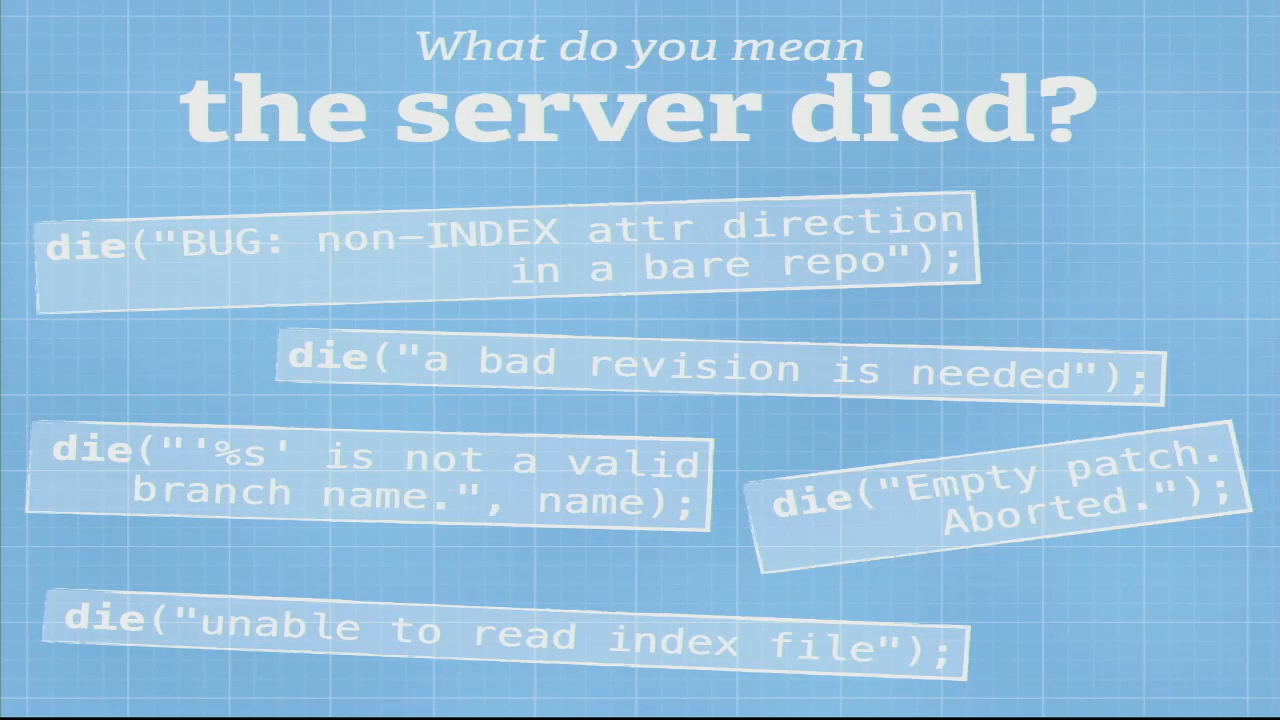 What do you mean
the server died?
die("BUG: non-INDEX attr direction
in a bare repo");
die("a bad revision is needed");
die("'%s' is not a valid
branch name.", name);
die("Empty patch.
Aborted.");
die("unable to read index file");